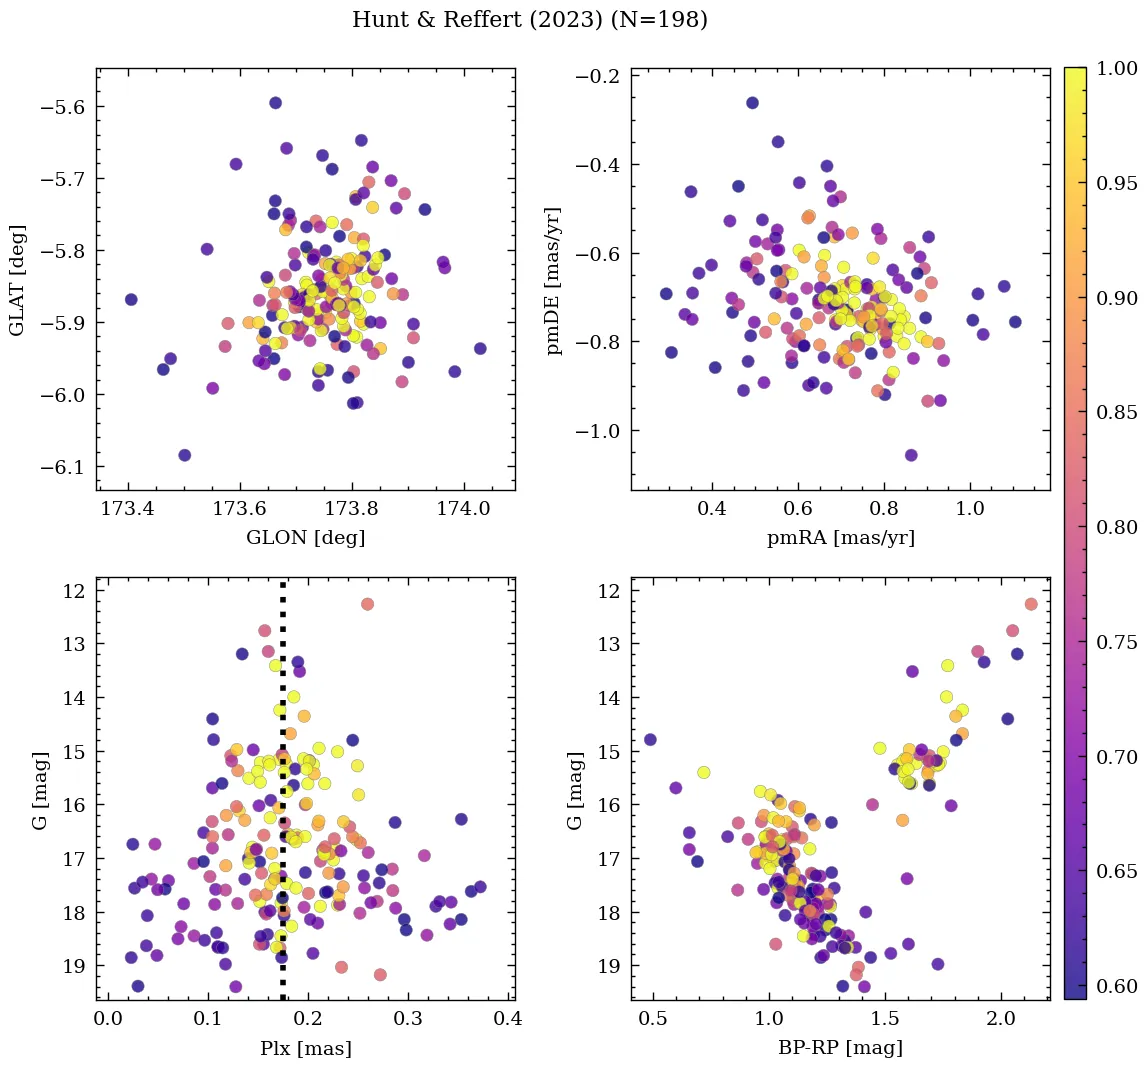 Hunt & Reffert (2023) (N=198)
−5.6
−5.7
−5.8
−5.9
−6.0
−6.1
GLAT [deg]
173.4 173.6 173.8 174.0
GLON [deg]
−0.2
−0.4
−0.6
−0.8
−1.0
pmDE [mas/yr]
0.4 0.6 0.8 1.0
pmRA [mas/yr]
12
13
14
15
16
17
18
19
G [mag]
0.0 0.1 0.2 0.3 0.4
Plx [mas]
12
13
14
15
16
17
18
19
G [mag]
0.5 1.0 1.5 2.0
BP-RP [mag]
1.00
0.95
0.90
0.85
0.80
0.75
0.70
0.65
0.60